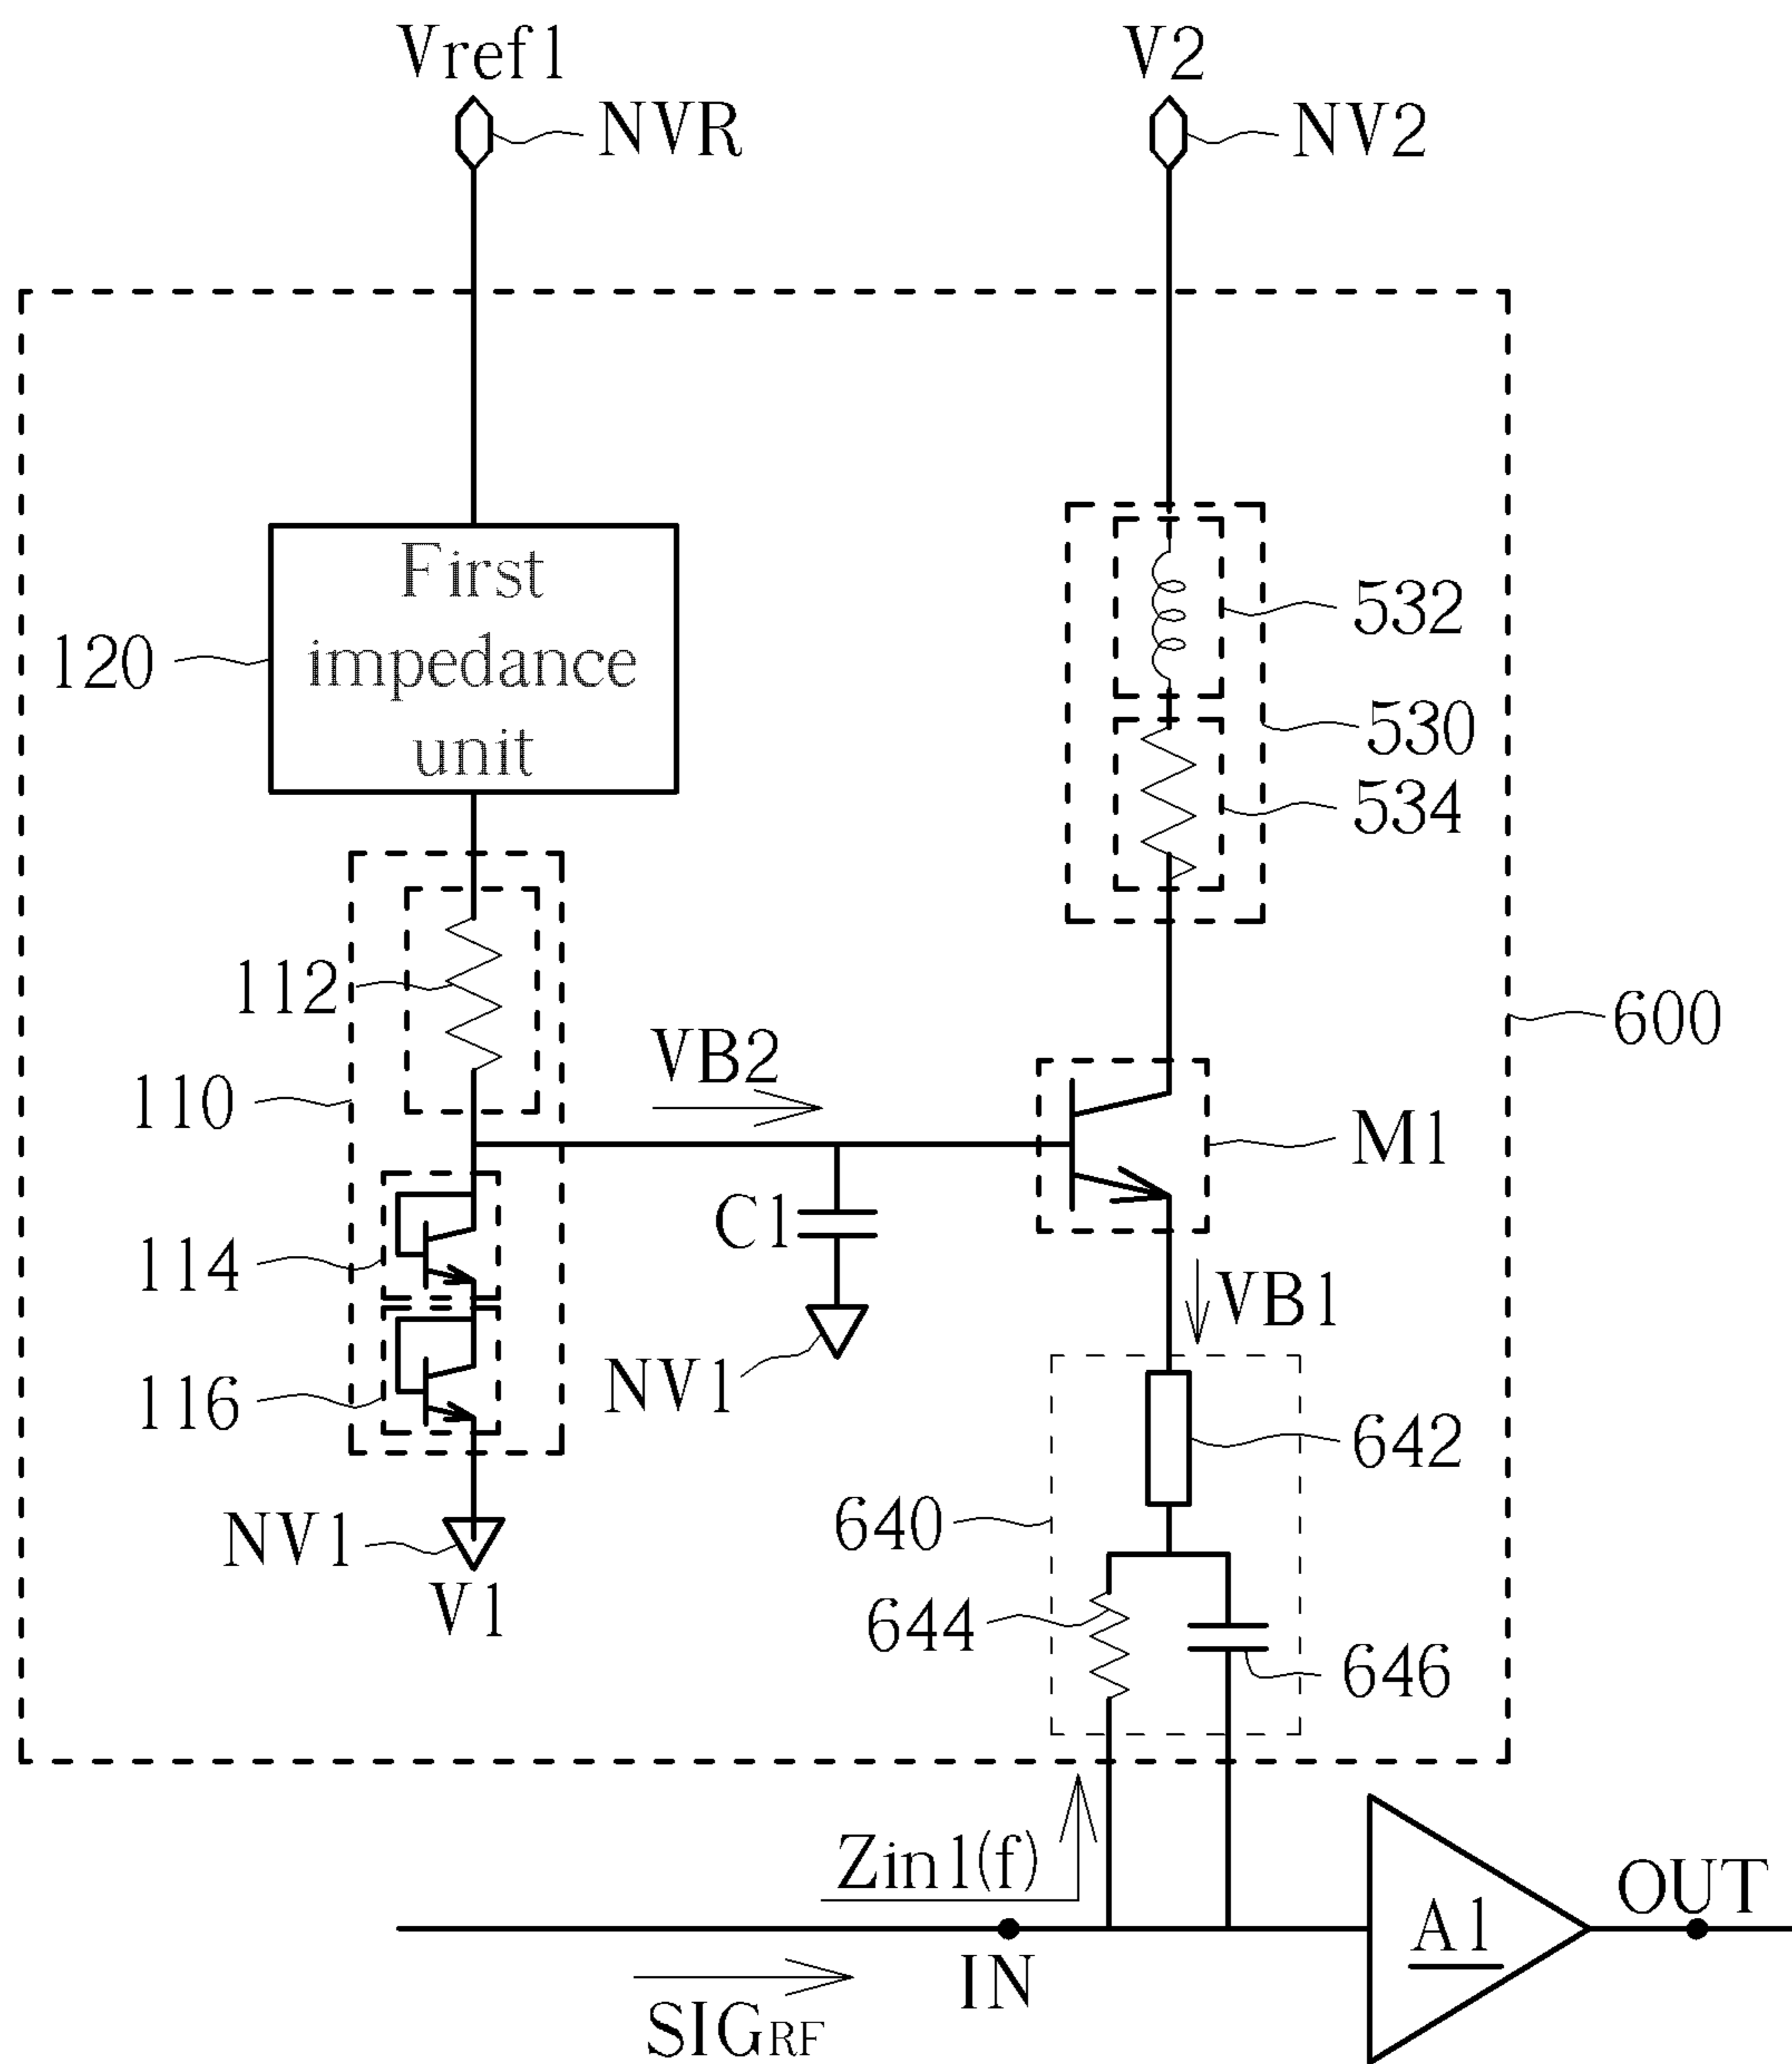 Vref1
V2
NVR
NV2
First
impedance
unit
120
532
530
534
112
600
VB2
110
M1
C1
114
VB1
NV1
116
642
640
NV1
V1
644
646
Zin1(f)
OUT
A1
IN
SIGRF